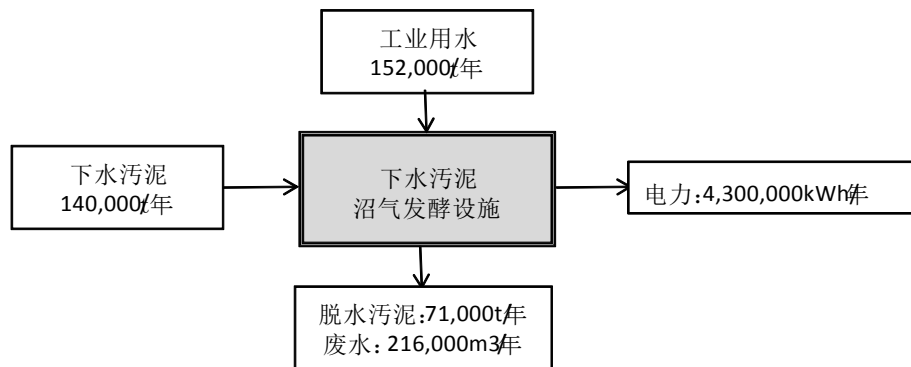 工业用水
152,000t/年
下水污泥
140,000t/年
下水污泥
沼气发酵设施
电力:4,300,000kWh/年
脱水污泥:71,000t/年
废水:216,000m3/年